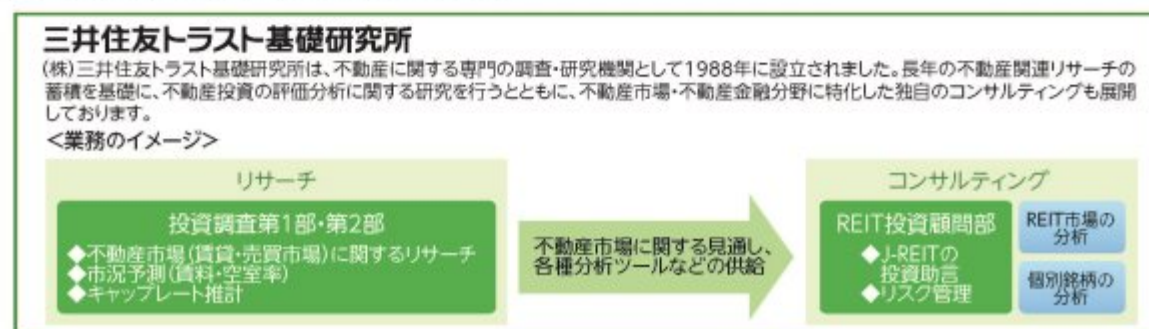 三井住友トラスト基礎研究所
(株)三井住友トラスト基礎研究所は、不動産に関する専門の調査・研究機関として1988年に設立されました。長年の不動産関連リサーチの
蓄積を基礎に、不動産投資の評価分析に関する研究を行うとともに、不動産市場・不動産金融分野に特化した独自のコンサルティングも展開
しております。
<業務のイメージ>
リサーチ
投資調査第1部・第2部
◆不動産市場(賃貸・売買市場)に関するリサーチ
◆市況予測(賃料・空室率)
◆キャップレート推計
不動産市場に関する見通し、
各種分析ツールなどの供給
コンサルティング
REIT投資顧問部
◆J-REITの
投資助言
◆リスク管理
REIT市場の
分析
個別銘柄の
分析